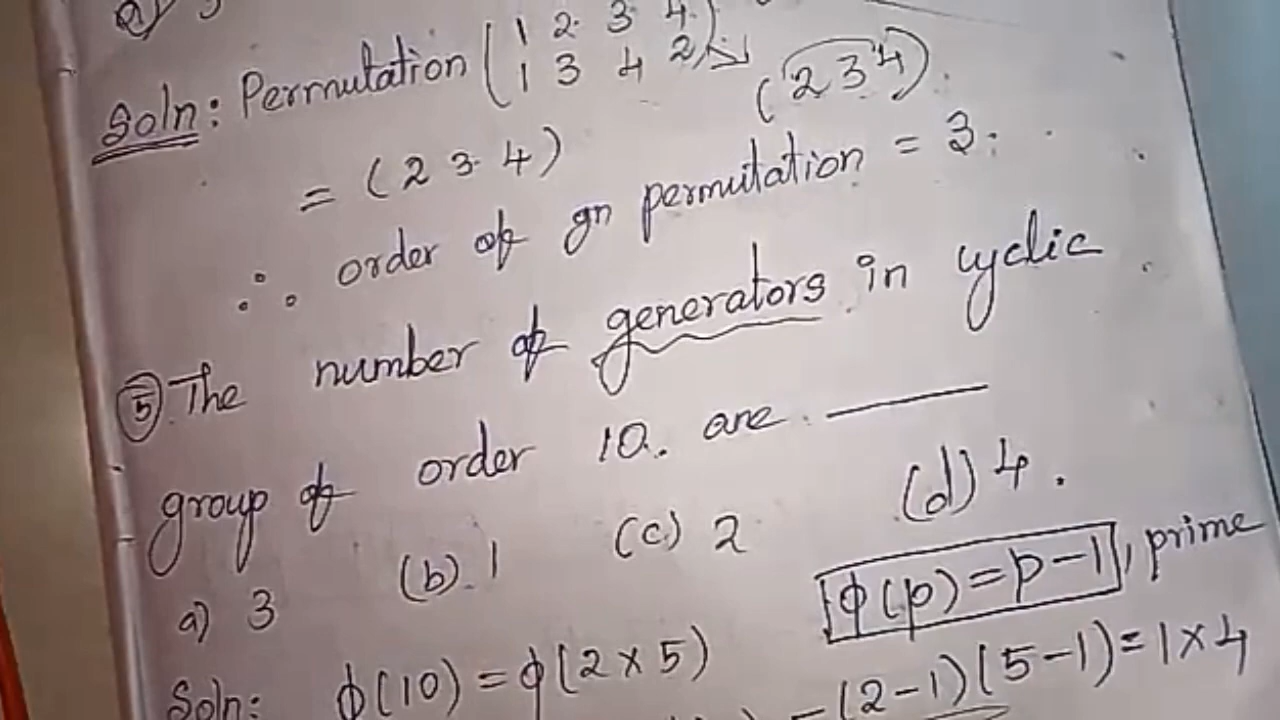 Soln: Permutation (1 2 3 4
1 3 4 2)
(2 3 4).
= (2 3 4)
∴ order of gn permutation = 3.
⑤ The number of generators in cyclic
group of order 10. are ______
a) 3 (b) 1 (c) 2 (d) 4.
ϕ(p) = p-1, prime
Soln: ϕ(10) = ϕ(2 x 5)
= (2-1)(5-1) = 1 x 4